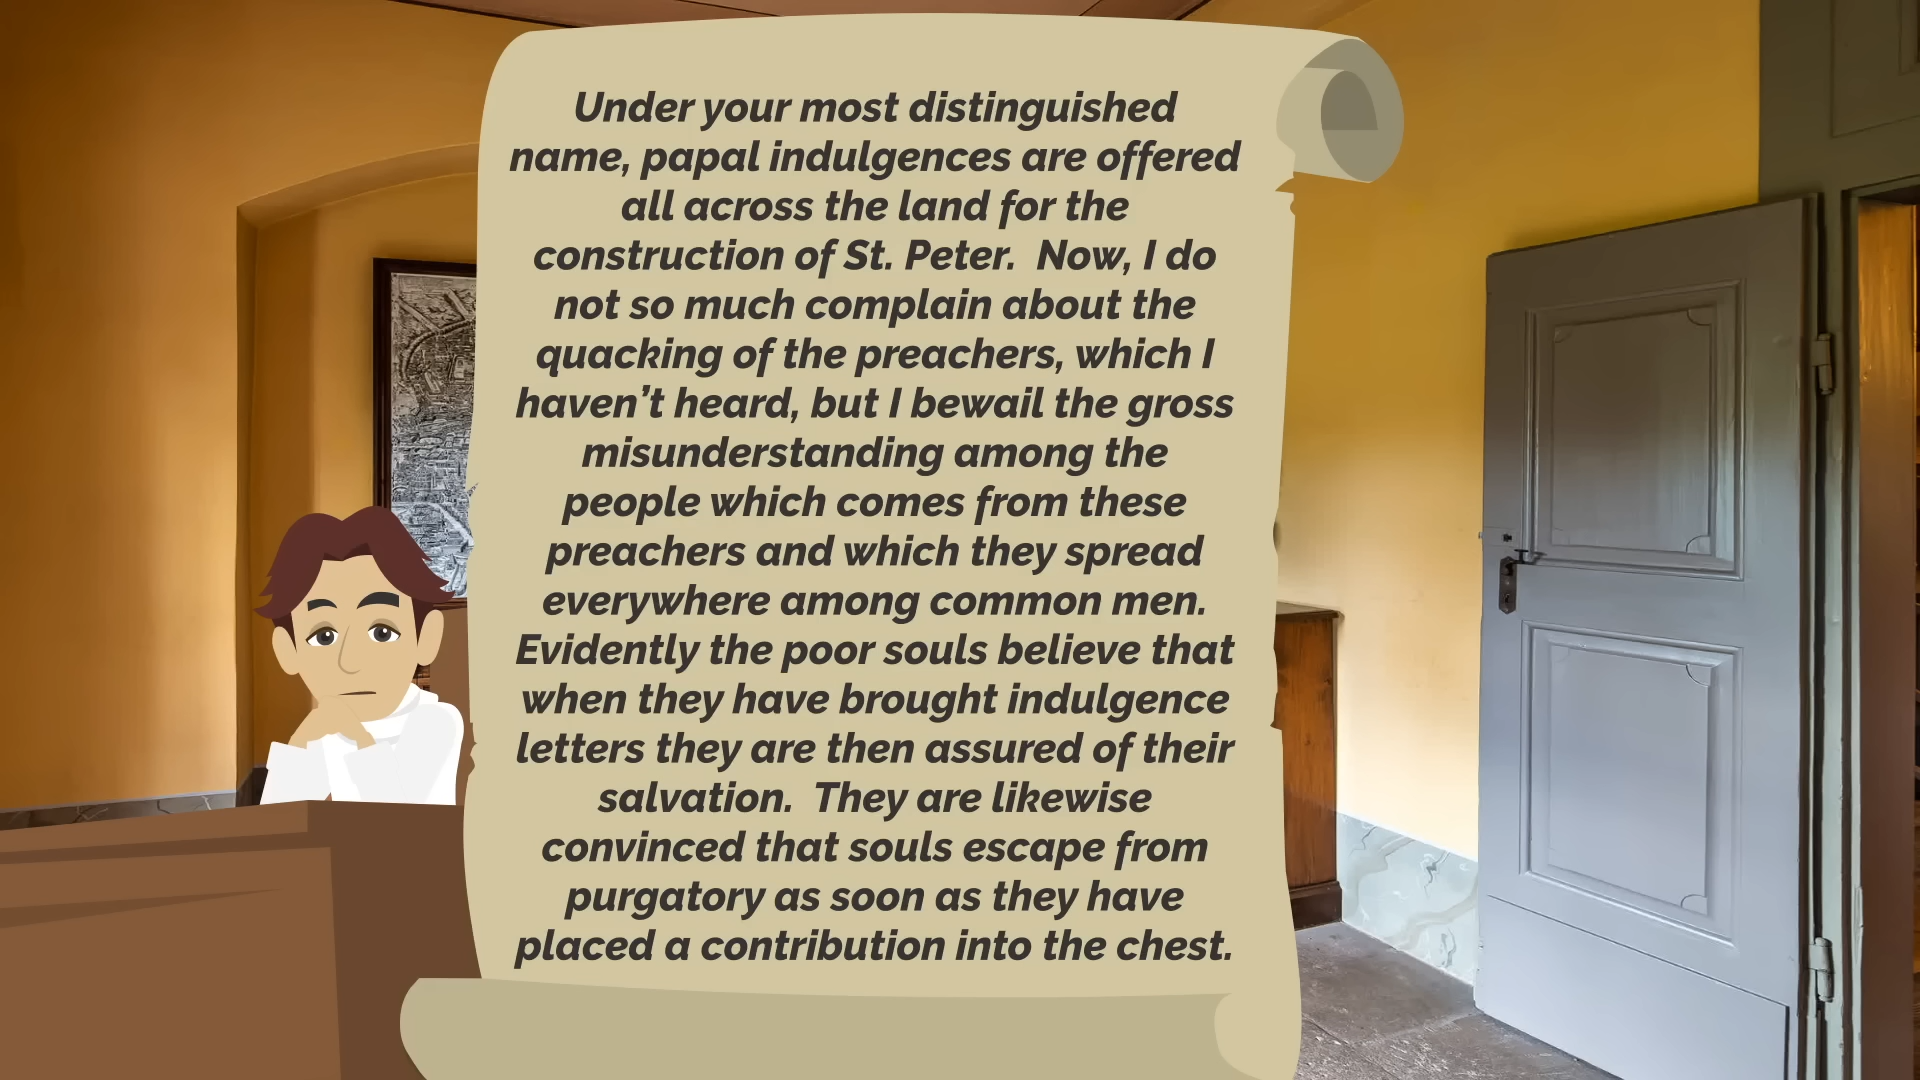 Under your most distinguished
name, papal indulgences are offered
all across the land for the
construction of St. Peter.  Now, I do
not so much complain about the
quacking of the preachers, which I
haven’t heard, but I bewail the gross
misunderstanding among the
people which comes from these
preachers and which they spread
everywhere among common men.
Evidently the poor souls believe that
when they have brought indulgence
letters they are then assured of their
salvation.  They are likewise
convinced that souls escape from
purgatory as soon as they have
placed a contribution into the chest.